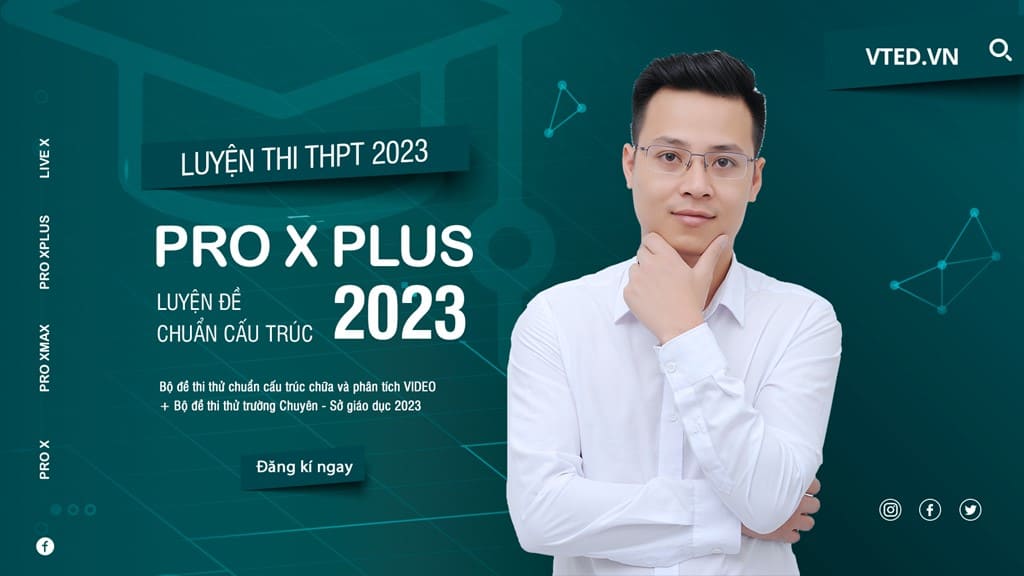 VTED.VN
LUYỆN THI THPT 2023
PRO X PLUS
LUYỆN ĐỀ
CHUẨN CẤU TRÚC
2023
Bộ đề thi thử chuẩn cấu trúc chữa và phân tích VIDEO
+ Bộ đề thi thử trường Chuyên - Sở giáo dục 2023
Đăng kí ngay
LIVE X
PRO XPLUS
PRO XMAX
PRO X